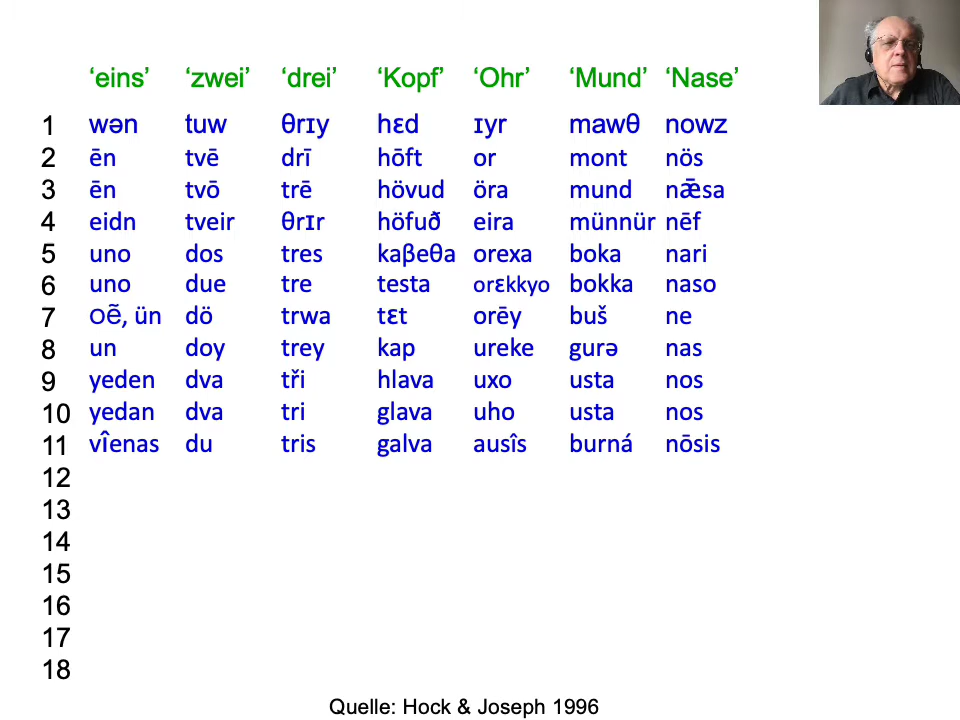 ‘eins’ ‘zwei’ ‘drei’ ‘Kopf’ ‘Ohr’ ‘Mund’ ‘Nase’
1 wən tuw θrɪy hɛd ɪyr mawθ nowz
2 ēn tvē drī hōft or mont nös
3 ēn tvō trē hövud öra mund nǣsa
4 eidn tveir θrɪr höfuð eira münnür nēf
5 uno dos tres kaβeθa orexa boka nari
6 uno due tre testa orɛkkyo bokka naso
7 oẽ, ün dö trwa tɛt orēy buš ne
8 un doy trey kap ureke gurə nas
9 yeden dva tři hlava uxo usta nos
10 yedan dva tri glava uho usta nos
11 vîenas du tris galva ausîs burná nōsis
12
13
14
15
16
17
18
Quelle: Hock & Joseph 1996